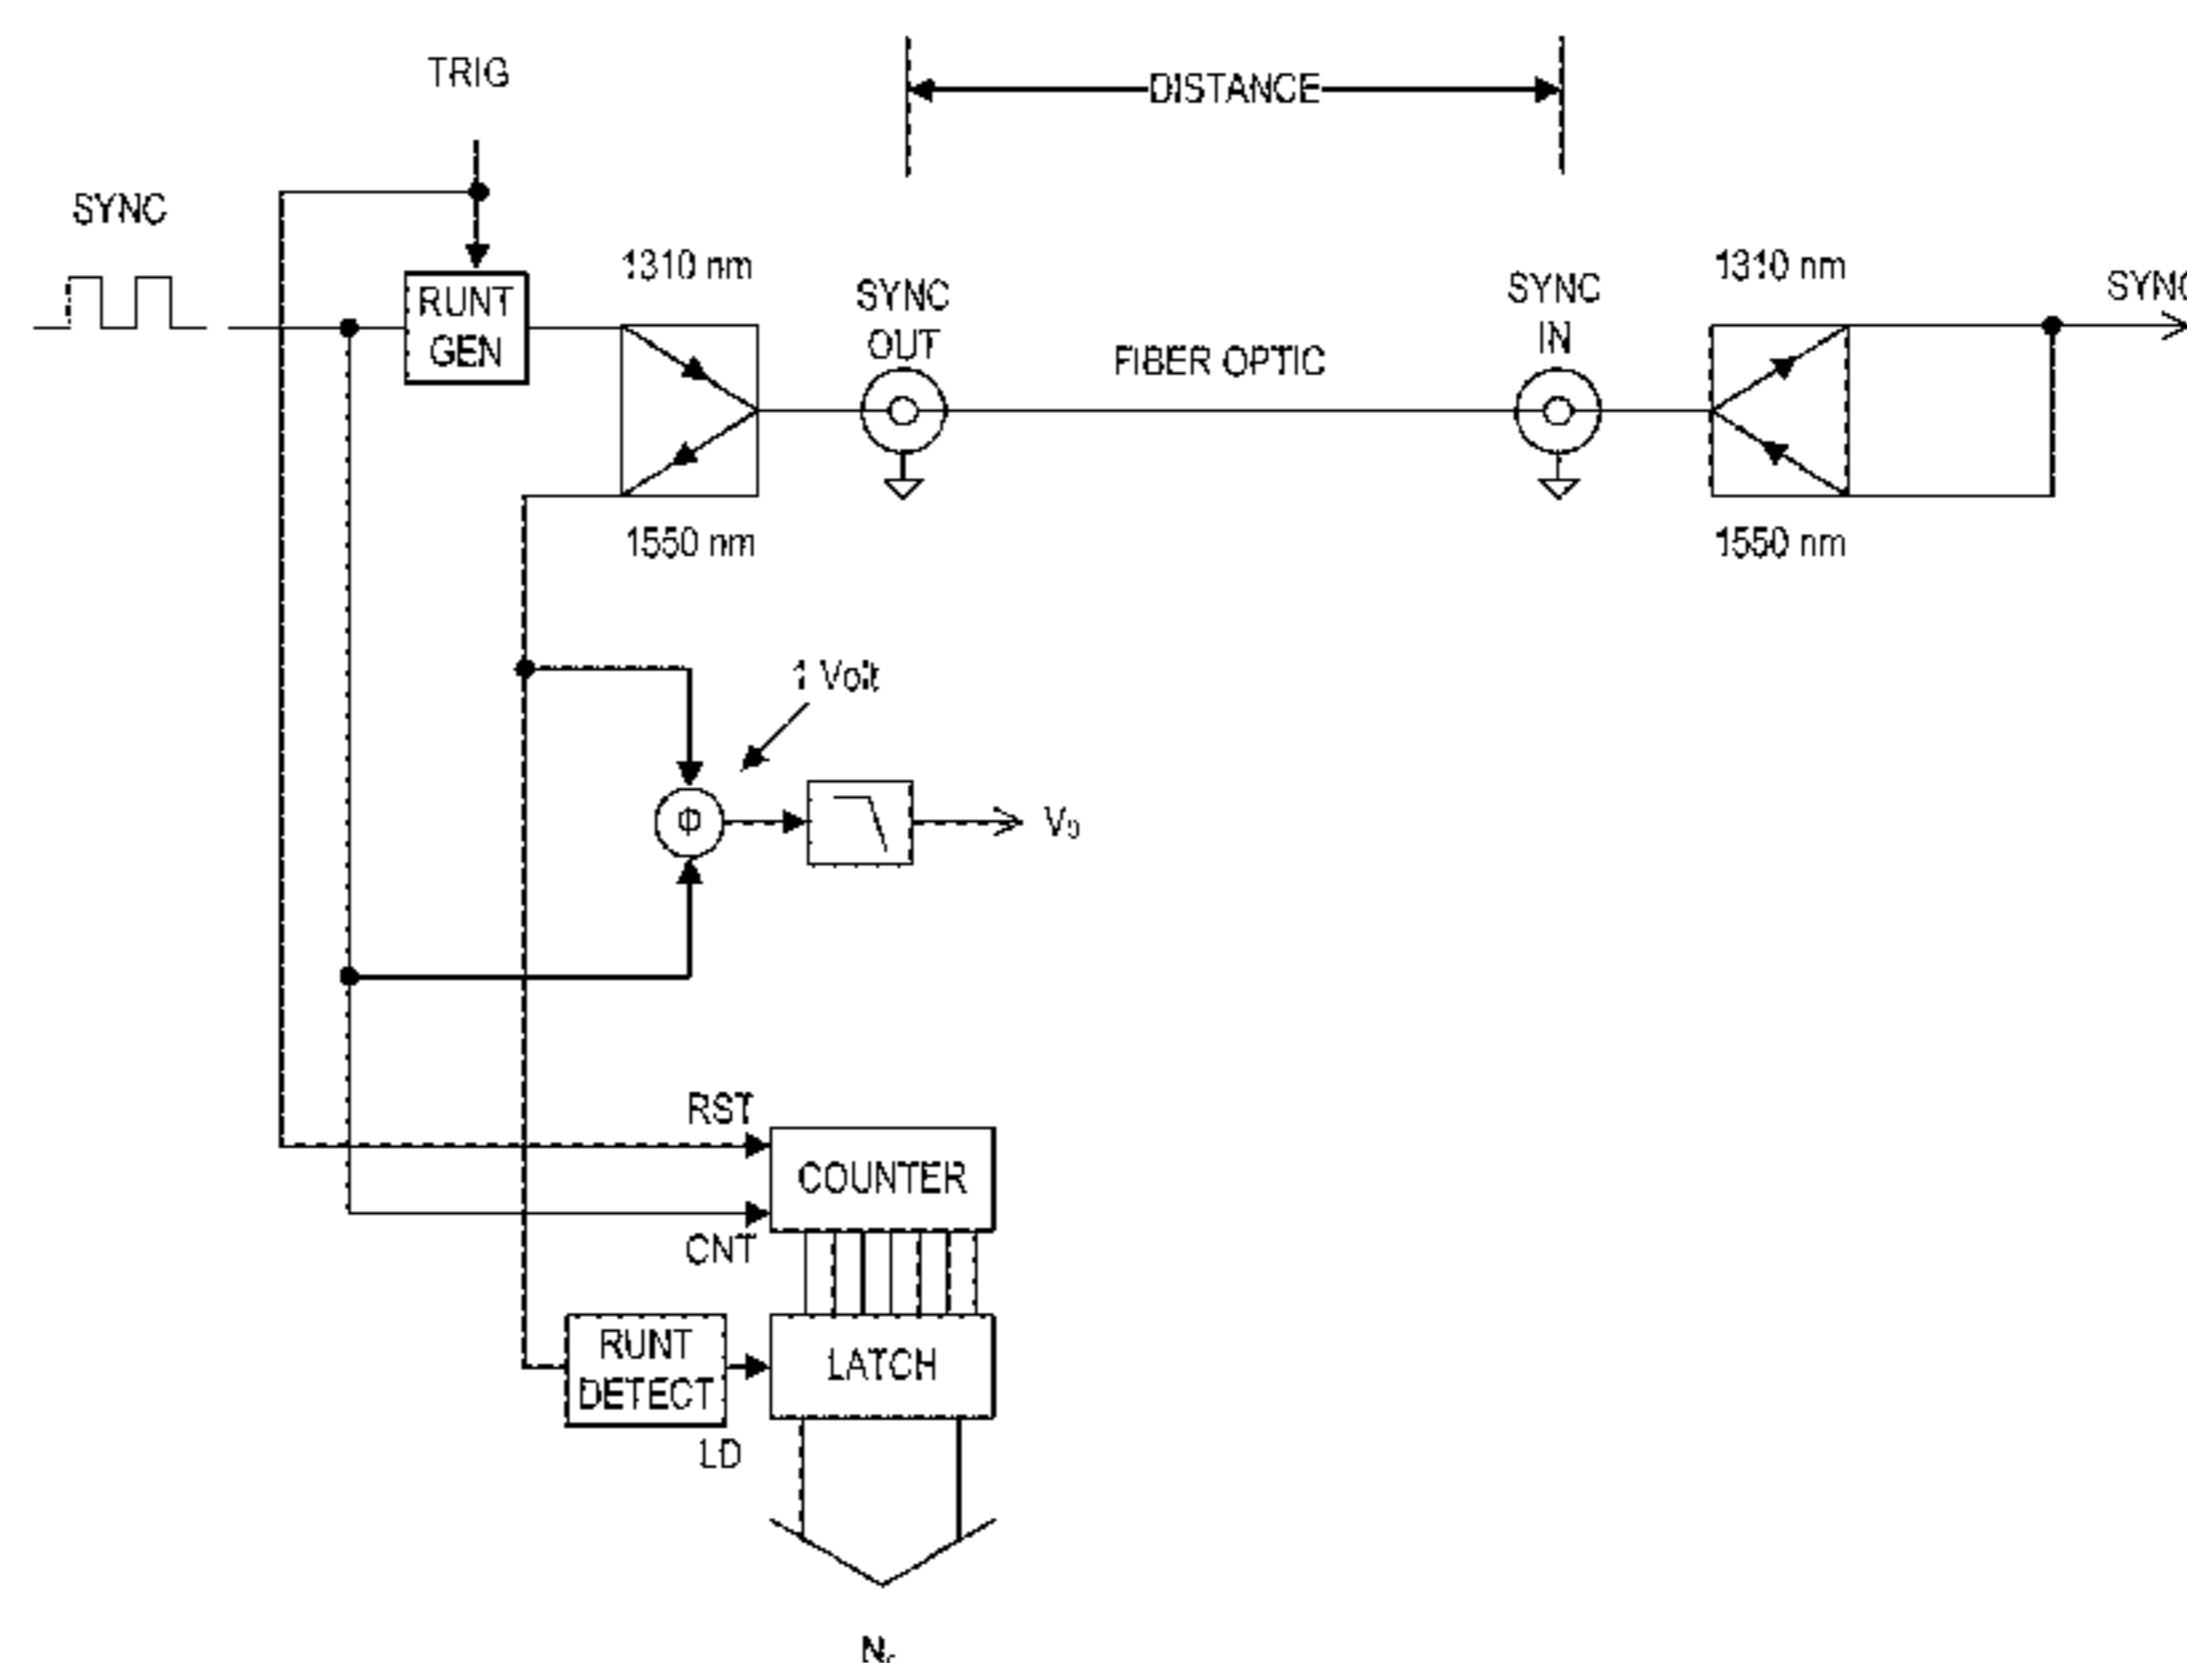 TRIG
DISTANCE
SYNC
1310 nm
1310 nm
SYNC
RUNT
GEN
SYNC
OUT
SYNC
IN
FIBER OPTIC
1550 nm
1550 nm
1 Volt
Φ
RST
COUNTER
CNT
RUNT
DETECT
LATCH
LD